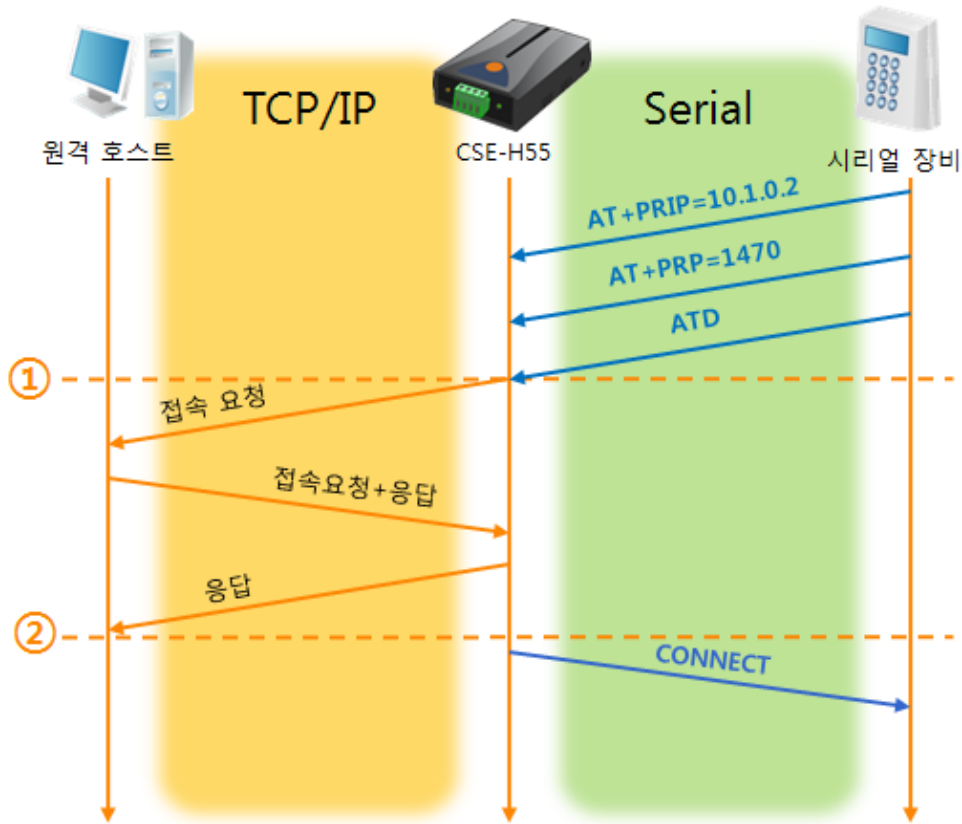 TCP/IP
Serial
원격 호스트
CSE-H55
시리얼 장비
AT+PRIP=10.1.0.2
AT+PRP=1470
ATD
①
접속 요청
접속요청+응답
응답
②
CONNECT